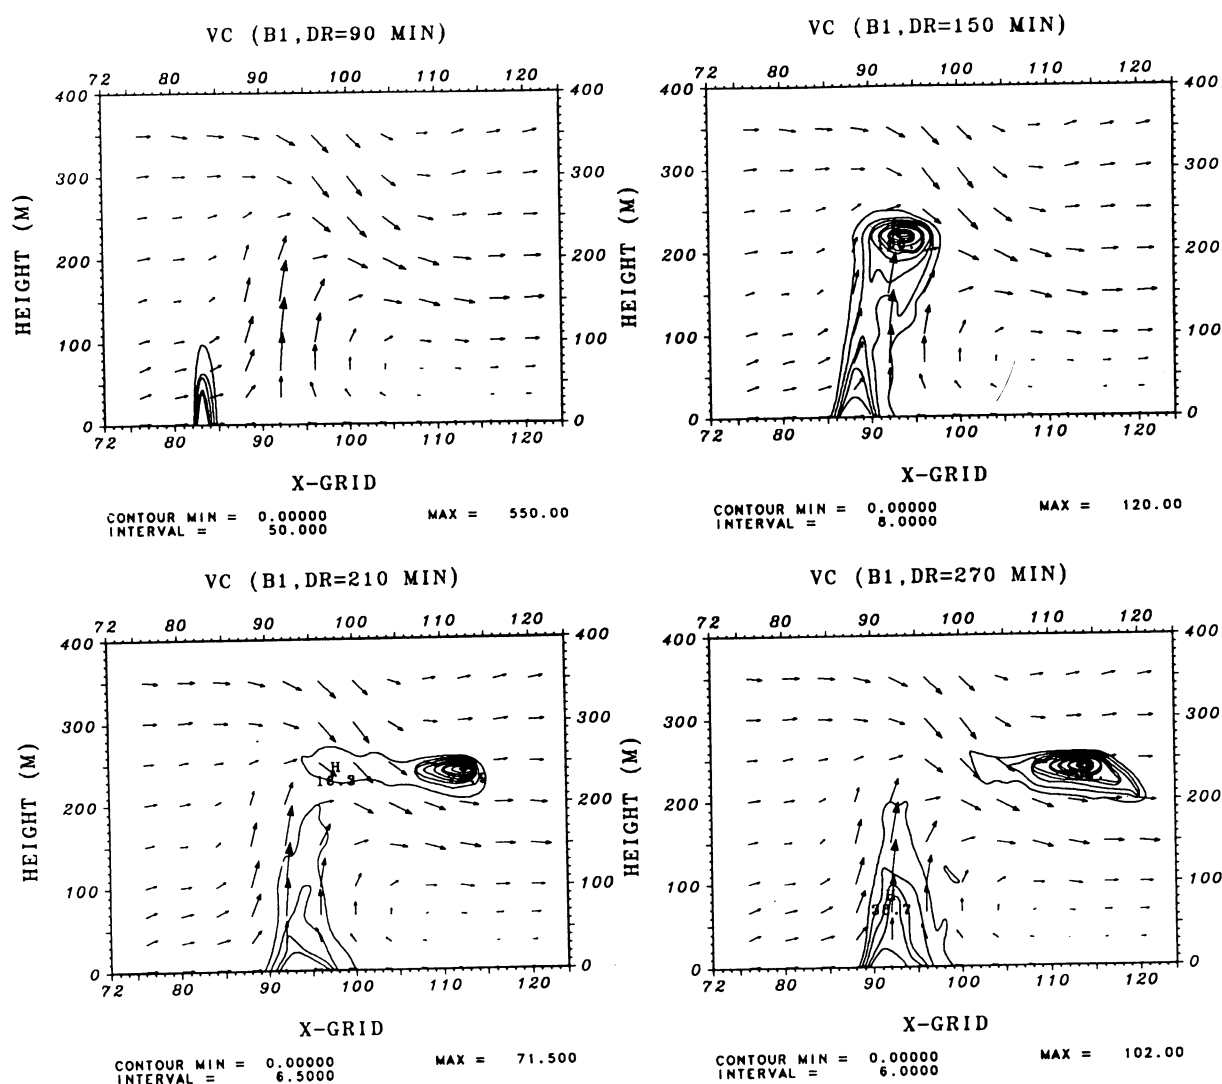 VC (B1,DR=90 MIN)
72 80 90 100 110 120
400 400
300 300
200 200
100 100
0 0
HEIGHT (M)
72 80 90 100 110 120
X-GRID
CONTOUR MIN = 0.00000 MAX = 550.00
INTERVAL = 50.000
VC (B1,DR=150 MIN)
72 80 90 100 110 120
400 400
300 300
200 200
100 100
0 0
HEIGHT (M)
72 80 90 100 110 120
X-GRID
CONTOUR MIN = 0.00000 MAX = 120.00
INTERVAL = 8.0000
VC (B1,DR=210 MIN)
72 80 90 100 110 120
400 400
300 300
H
18.3
200 200
100 100
0 0
HEIGHT (M)
72 80 90 100 110 120
X-GRID
CONTOUR MIN = 0.00000 MAX = 71.500
INTERVAL = 6.5000
VC (B1,DR=270 MIN)
72 80 90 100 110 120
400 400
300 300
200 200
100 100
0 0
HEIGHT (M)
72 80 90 100 110 120
X-GRID
CONTOUR MIN = 0.00000 MAX = 102.00
INTERVAL = 6.0000